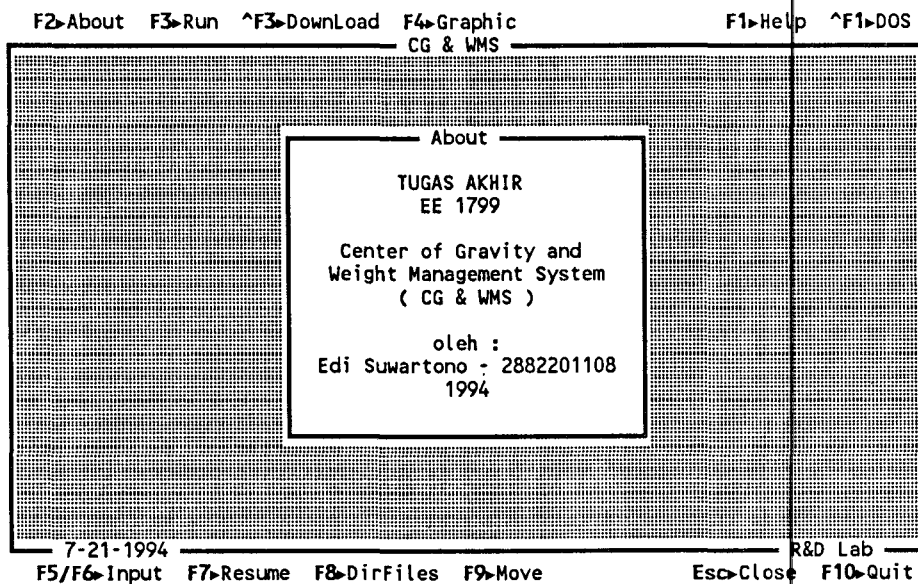 F2▸About F3▸Run ^F3▸DownLoad F4▸Graphic F1▸Help ^F1▸DOS
CG & WMS
About
TUGAS AKHIR
EE 1799
Center of Gravity and
Weight Management System
( CG & WMS )
oleh :
Edi Suwartono - 2882201108
1994
7-21-1994 R&D Lab
F5/F6▸Input F7▸Resume F8▸DirFiles F9▸Move Esc▸Close F10▸Quit